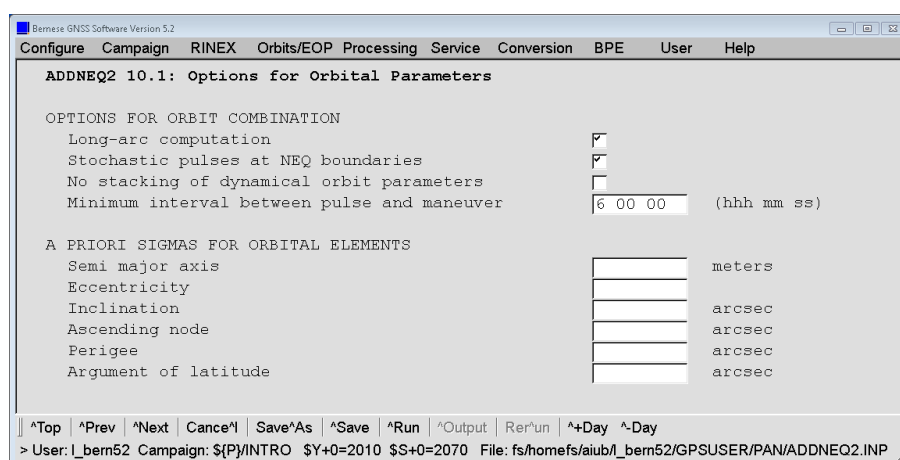 Bernese GNSS Software Version 5.2
Configure Campaign RINEX Orbits/EOP Processing Service Conversion BPE User Help
ADDNEQ2 10.1: Options for Orbital Parameters
OPTIONS FOR ORBIT COMBINATION
Long-arc computation
Stochastic pulses at NEQ boundaries
No stacking of dynamical orbit parameters
Minimum interval between pulse and maneuver 6 00 00 (hhh mm ss)
A PRIORI SIGMAS FOR ORBITAL ELEMENTS
Semi major axis meters
Eccentricity
Inclination arcsec
Ascending node arcsec
Perigee arcsec
Argument of latitude arcsec
^Top | ^Prev | ^Next | Cance^l | Save^As | ^Save | ^Run | ^Output | Rer^un | ^+Day ^-Day
> User: l_bern52 Campaign: ${P}/INTRO $Y+0=2010 $S+0=2070 File: fs/homefs/aiub/l_bern52/GPSUSER/PAN/ADDNEQ2.INP